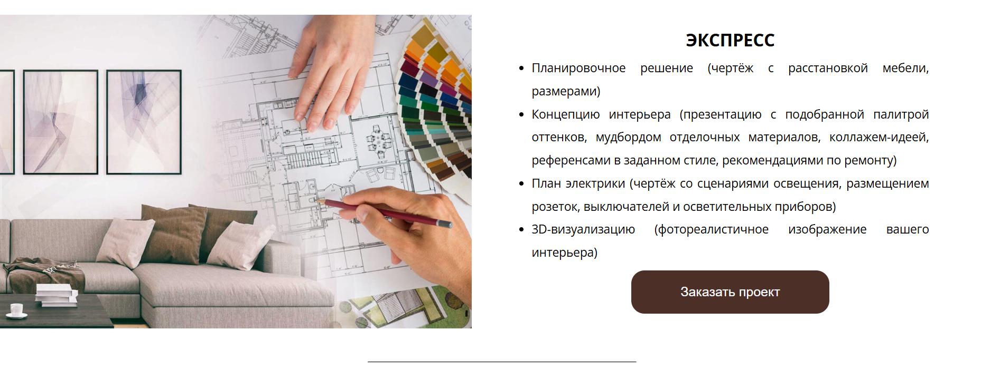 ЭКСПРЕСС
Планировочное решение (чертёж с расстановкой мебели,
размерами)
Концепцию интерьера (презентацию с подобранной палитрой
оттенков, мудбордом отделочных материалов, коллажем-идеей,
референсами в заданном стиле, рекомендациями по ремонту)
План электрики (чертёж со сценариями освещения, размещением
розеток, выключателей и осветительных приборов)
3D-визуализацию (фотореалистичное изображение вашего
интерьера)
Заказать проект